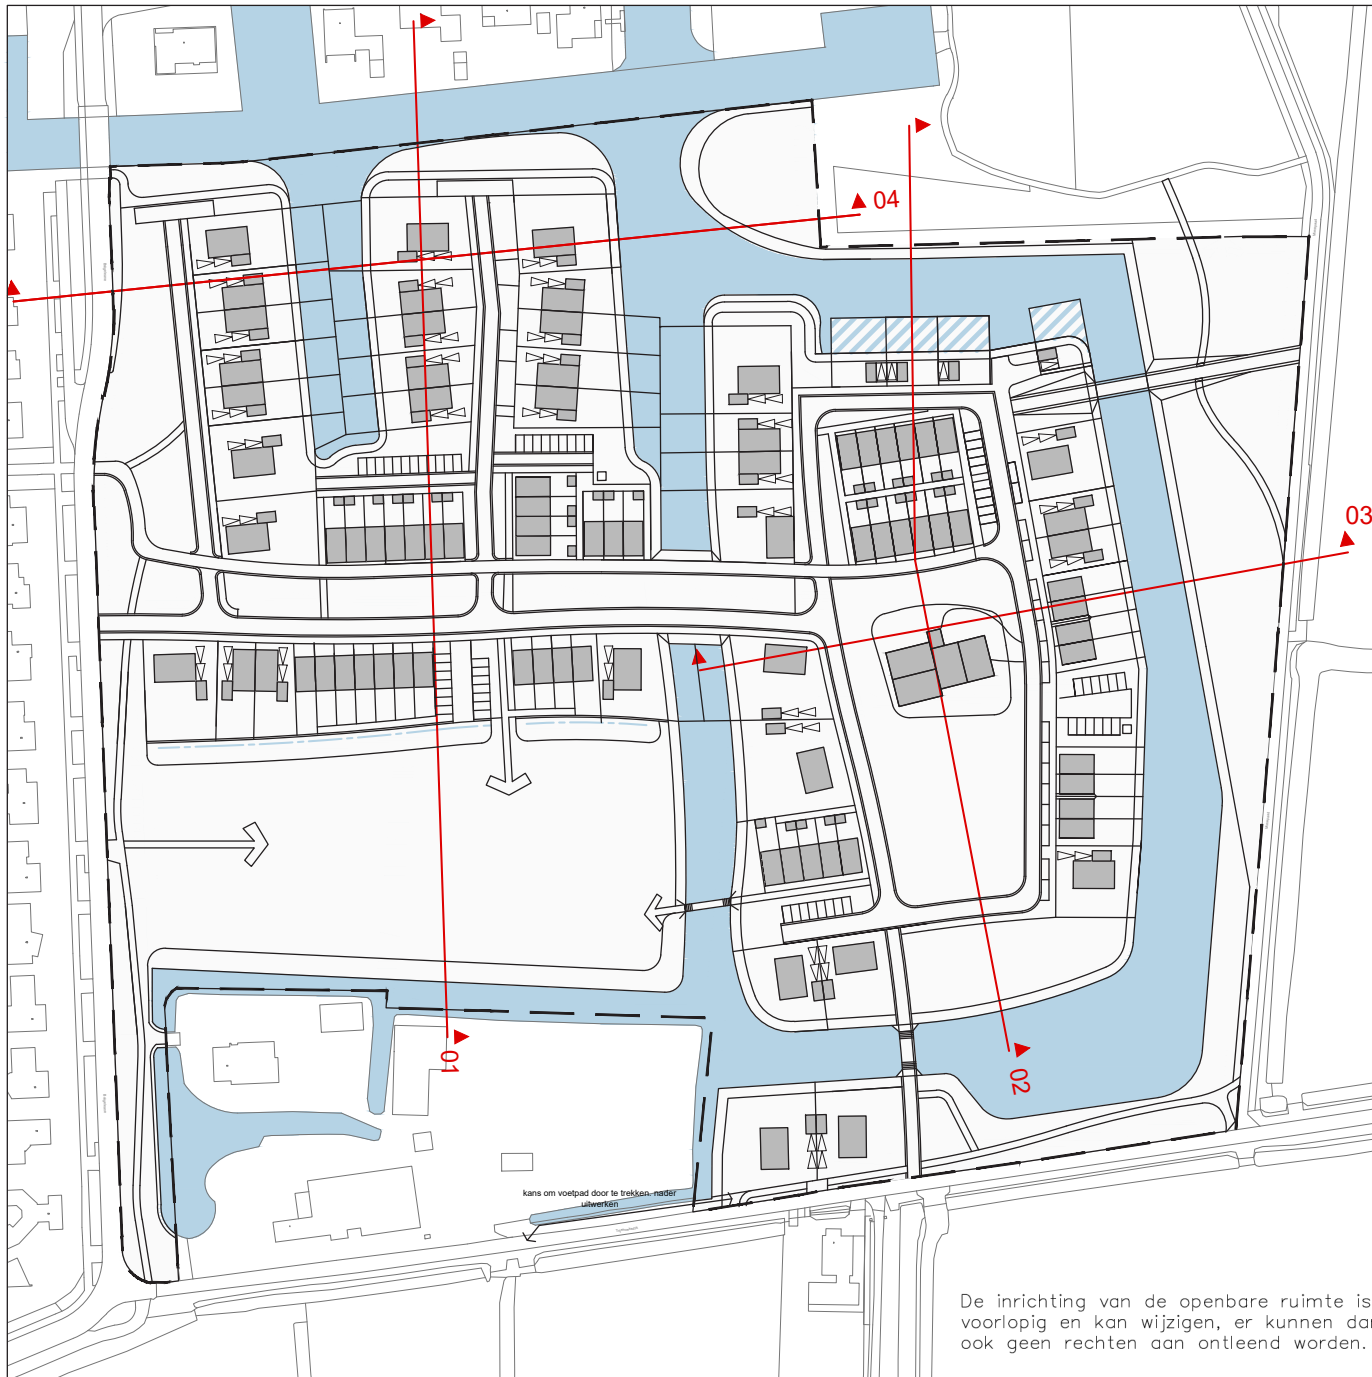 04
03
01
02
kans om voetpad door te trekken. nader
uitwerken
De inrichting van de openbare ruimte is
voorlopig en kan wijzigen, er kunnen dan
ook geen rechten aan ontleend worden.